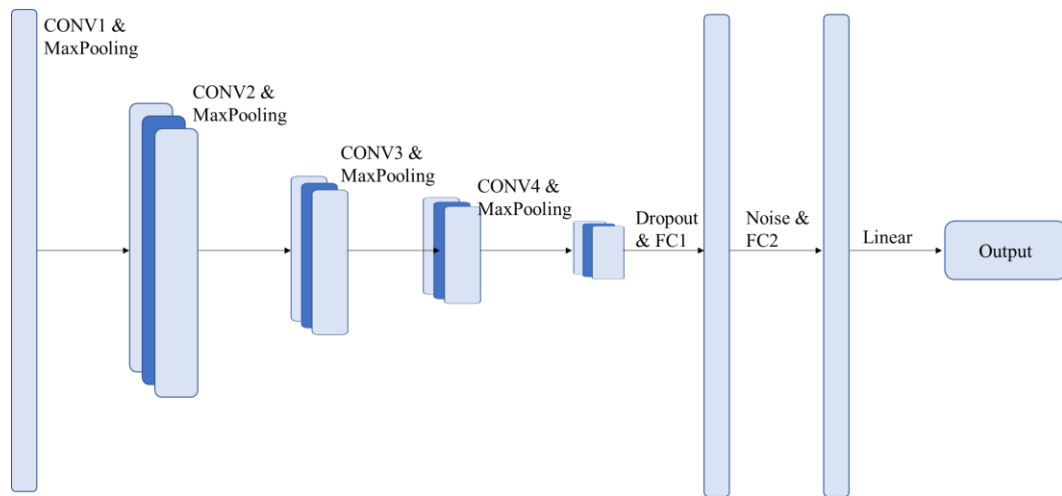 CONV1 &
MaxPooling
CONV2 &
MaxPooling
CONV3 &
MaxPooling
CONV4 &
MaxPooling
Dropout
& FC1
Noise &
FC2
Linear
Output